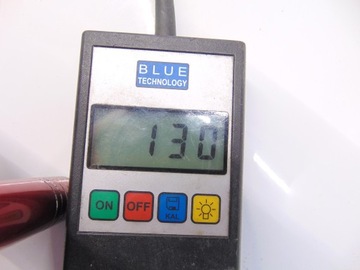 BLUE
TECHNOLOGY
130
ON OFF KAL